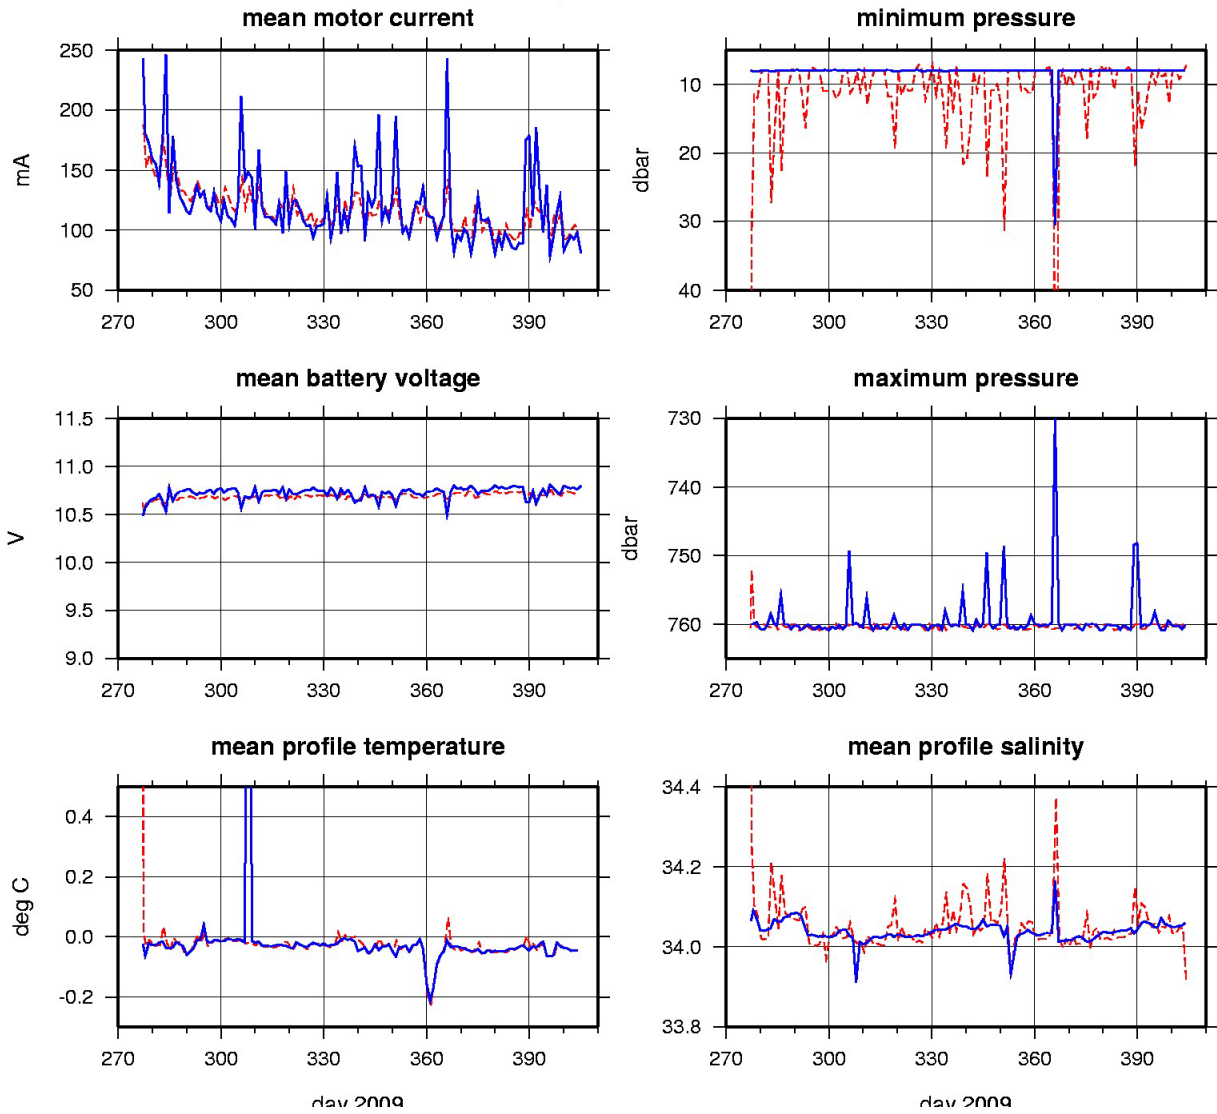 mean motor current
250
200
150
100
50
mA
270 300 330 360 390
minimum pressure
10
20
30
40
dbar
270 300 330 360 390
mean battery voltage
11.5
11.0
10.5
10.0
9.5
9.0
V
270 300 330 360 390
maximum pressure
730
740
750
760
dbar
270 300 330 360 390
mean profile temperature
0.4
0.2
0.0
-0.2
deg C
270 300 330 360 390
day 2009
mean profile salinity
34.4
34.2
34.0
33.8
270 300 330 360 390
day 2009